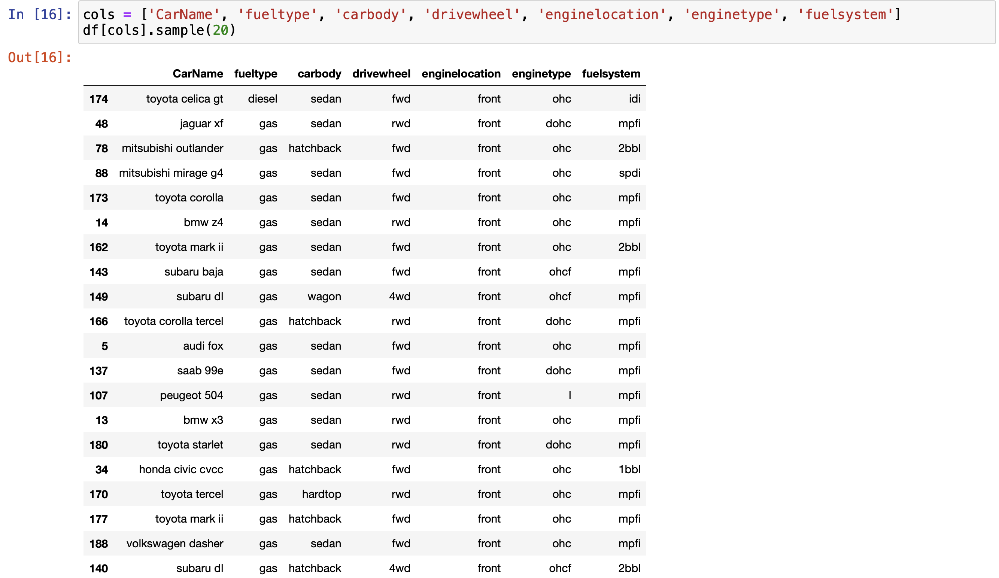 In [16]: cols = ['CarName', 'fueltype', 'carbody', 'drivewheel', 'enginelocation', 'enginetype', 'fuelsystem']
df[cols].sample(20)
Out[16]:
CarName fueltype carbody drivewheel enginelocation enginetype fuelsystem
174 toyota celica gt diesel sedan fwd front ohc idi
48 jaguar xf gas sedan rwd front dohc mpfi
78 mitsubishi outlander gas hatchback fwd front ohc 2bbl
88 mitsubishi mirage g4 gas sedan fwd front ohc spdi
173 toyota corolla gas sedan fwd front ohc mpfi
14 bmw z4 gas sedan rwd front ohc mpfi
162 toyota mark ii gas sedan fwd front ohc 2bbl
143 subaru baja gas sedan fwd front ohcf mpfi
149 subaru dl gas wagon 4wd front ohcf mpfi
166 toyota corolla tercel gas hatchback rwd front dohc mpfi
5 audi fox gas sedan fwd front ohc mpfi
137 saab 99e gas sedan fwd front dohc mpfi
107 peugeot 504 gas sedan rwd front l mpfi
13 bmw x3 gas sedan rwd front ohc mpfi
180 toyota starlet gas sedan rwd front dohc mpfi
34 honda civic cvcc gas hatchback fwd front ohc 1bbl
170 toyota tercel gas hardtop rwd front ohc mpfi
177 toyota mark ii gas hatchback fwd front ohc mpfi
188 volkswagen dasher gas sedan fwd front ohc mpfi
140 subaru dl gas hatchback 4wd front ohcf 2bbl